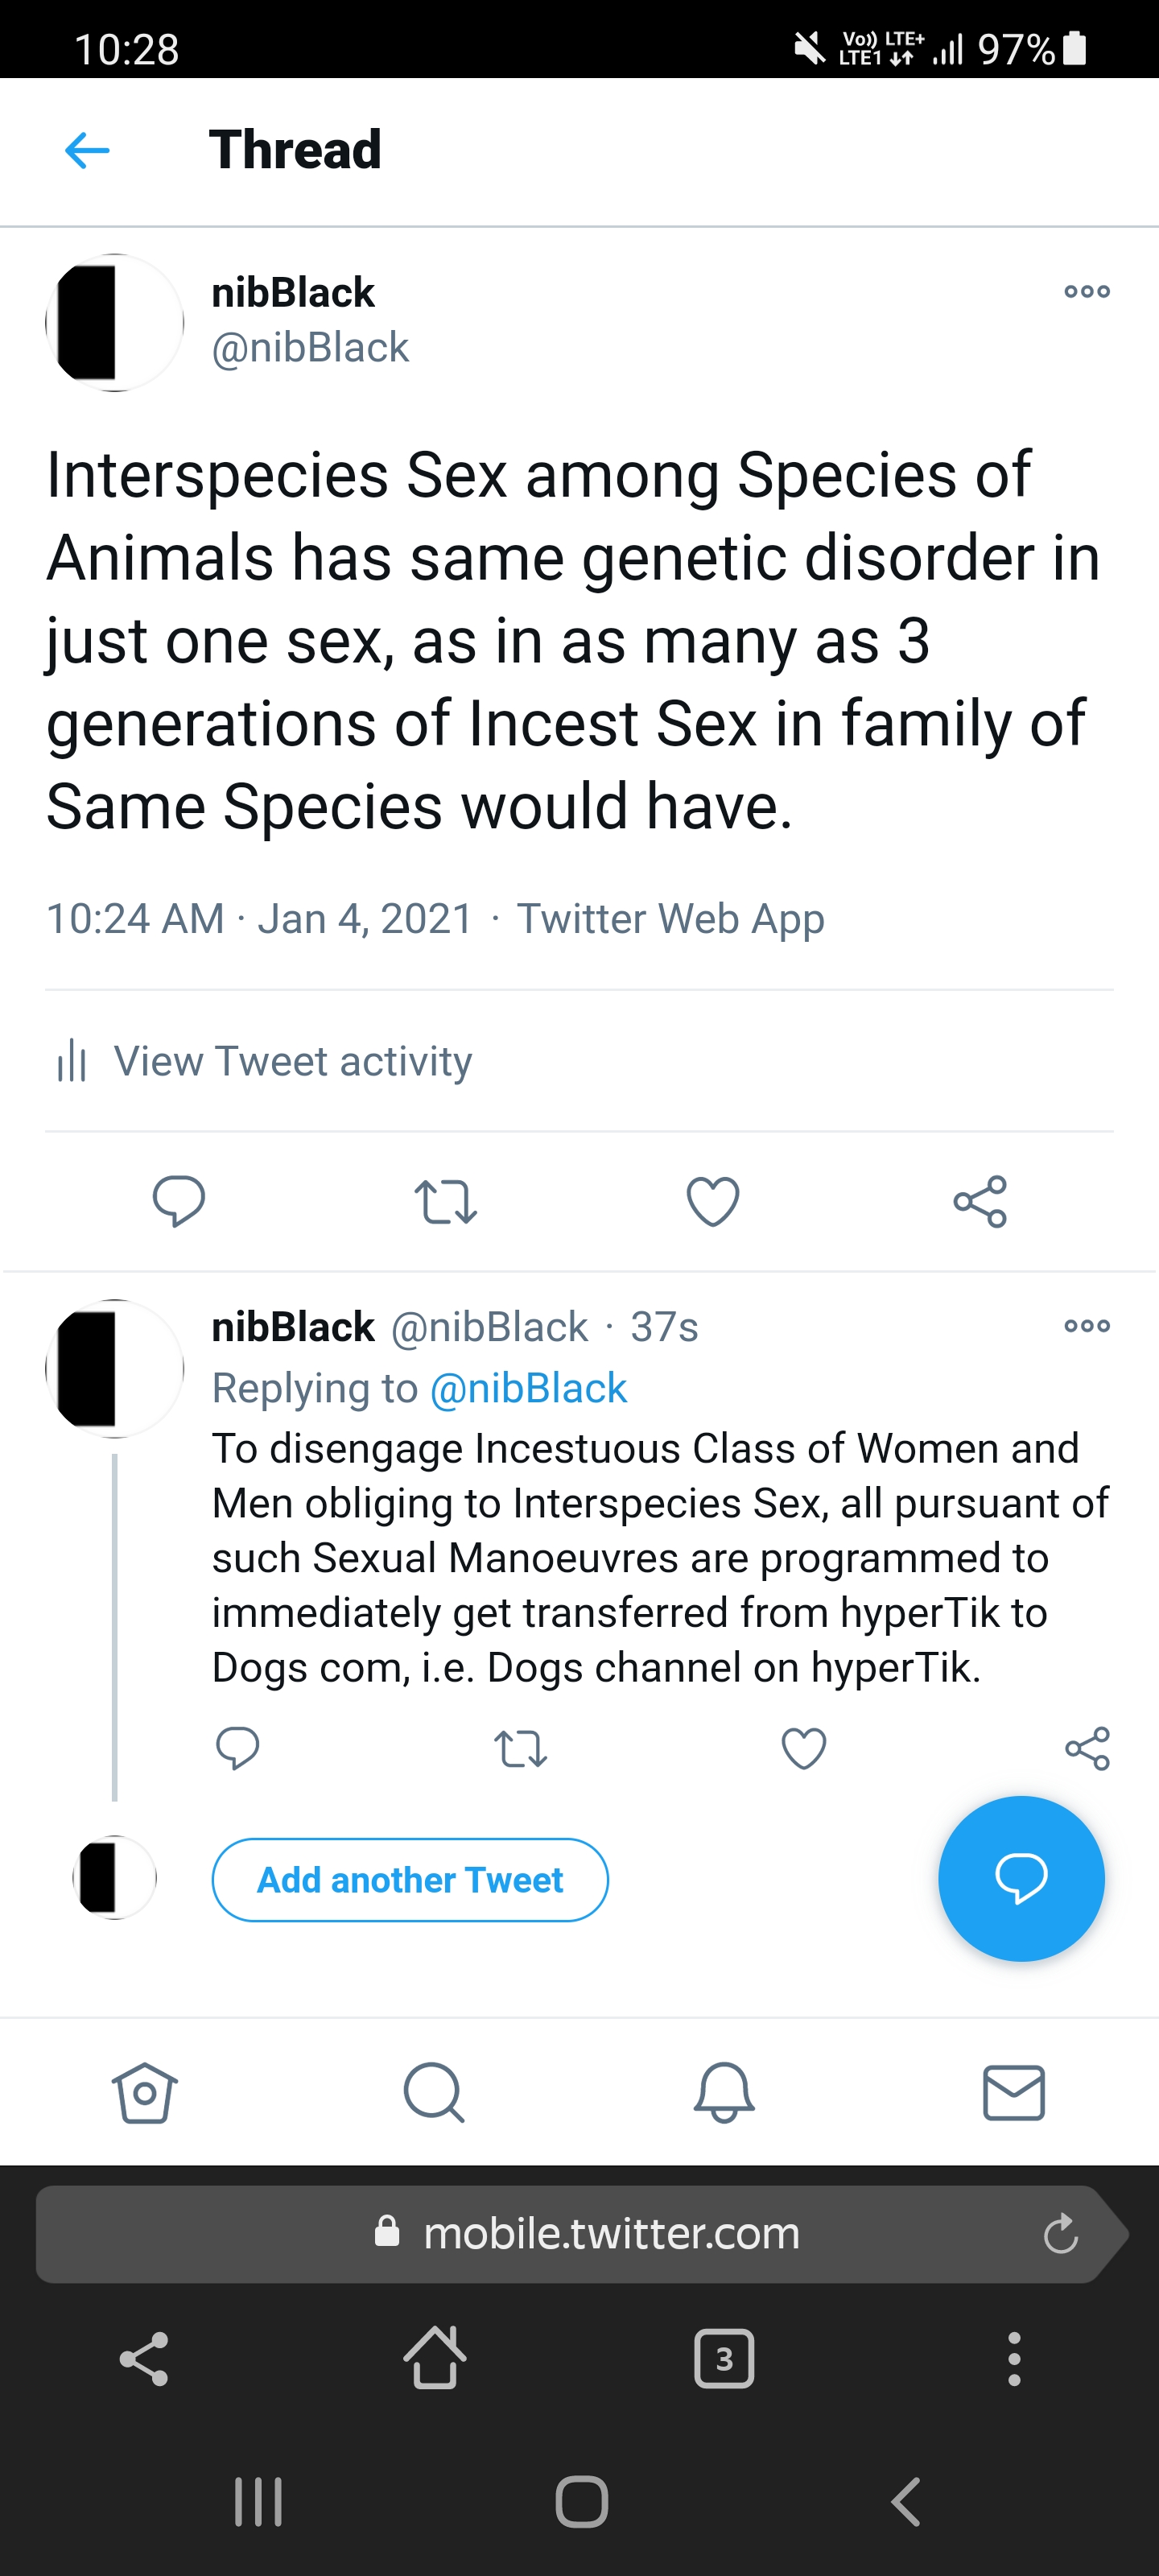 10:28
Vo)) LTE+
LTE1
97%
Thread
nibBlack
@nibBlack
Interspecies Sex among Species of
Animals has same genetic disorder in
just one sex, as in as many as 3
generations of Incest Sex in family of
Same Species would have.
10:24 AM · Jan 4, 2021 · Twitter Web App
View Tweet activity
nibBlack @nibBlack · 37s
Replying to @nibBlack
To disengage Incestuous Class of Women and
Men obliging to Interspecies Sex, all pursuant of
such Sexual Manoeuvres are programmed to
immediately get transferred from hyperTik to
Dogs com, i.e. Dogs channel on hyperTik.
Add another Tweet
mobile.twitter.com
3